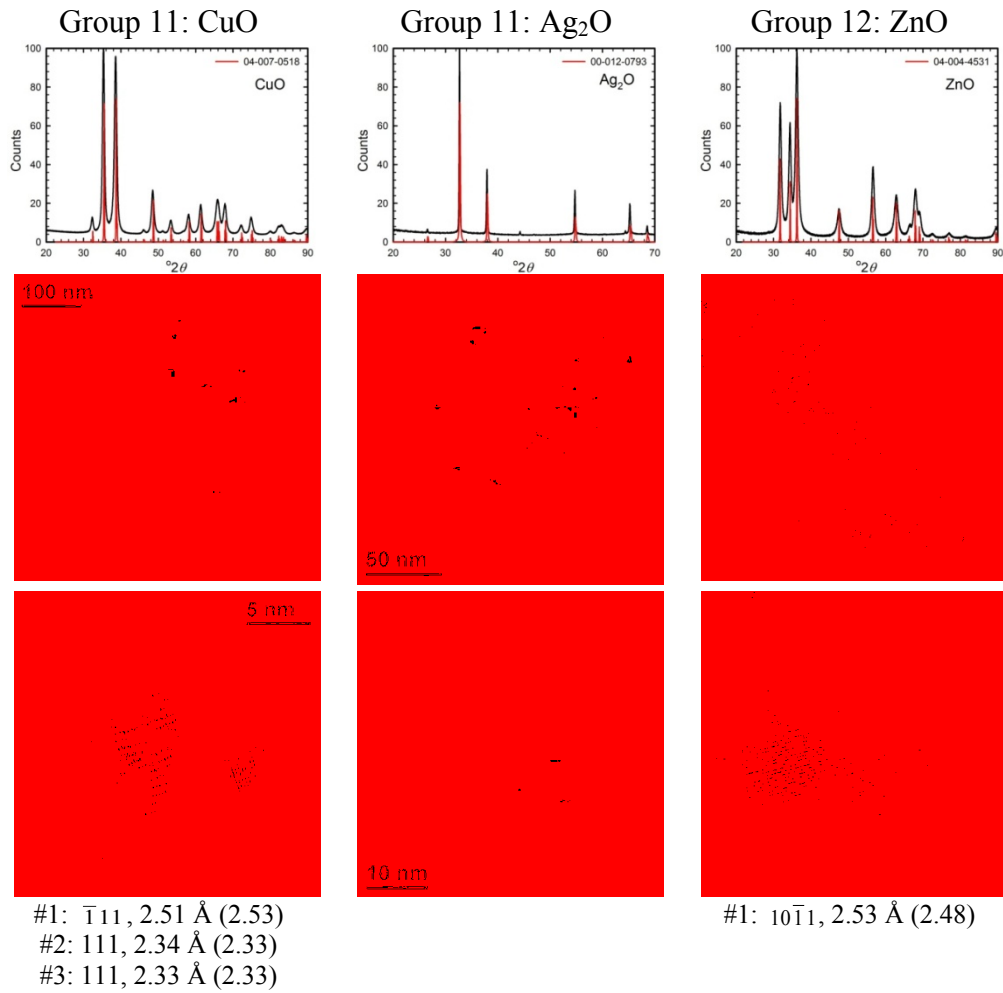 Group 11: CuO
Group 11: Ag₂O
Group 12: ZnO
100
80
60
40
20
0
Counts
04-007-0518
CuO
20 30 40 50 60 70 80 90
°2θ
100
80
60
40
20
0
Counts
00-012-0793
Ag₂O
20 30 40 50 60 70
°2θ
100
80
60
40
20
0
Counts
04-004-4531
ZnO
20 30 40 50 60 70 80 90
°2θ
100 nm
50 nm
5 nm
10 nm
#1: 1̅11, 2.51 Å (2.53)
#2: 111, 2.34 Å (2.33)
#3: 111, 2.33 Å (2.33)
#1: 101̅1, 2.53 Å (2.48)